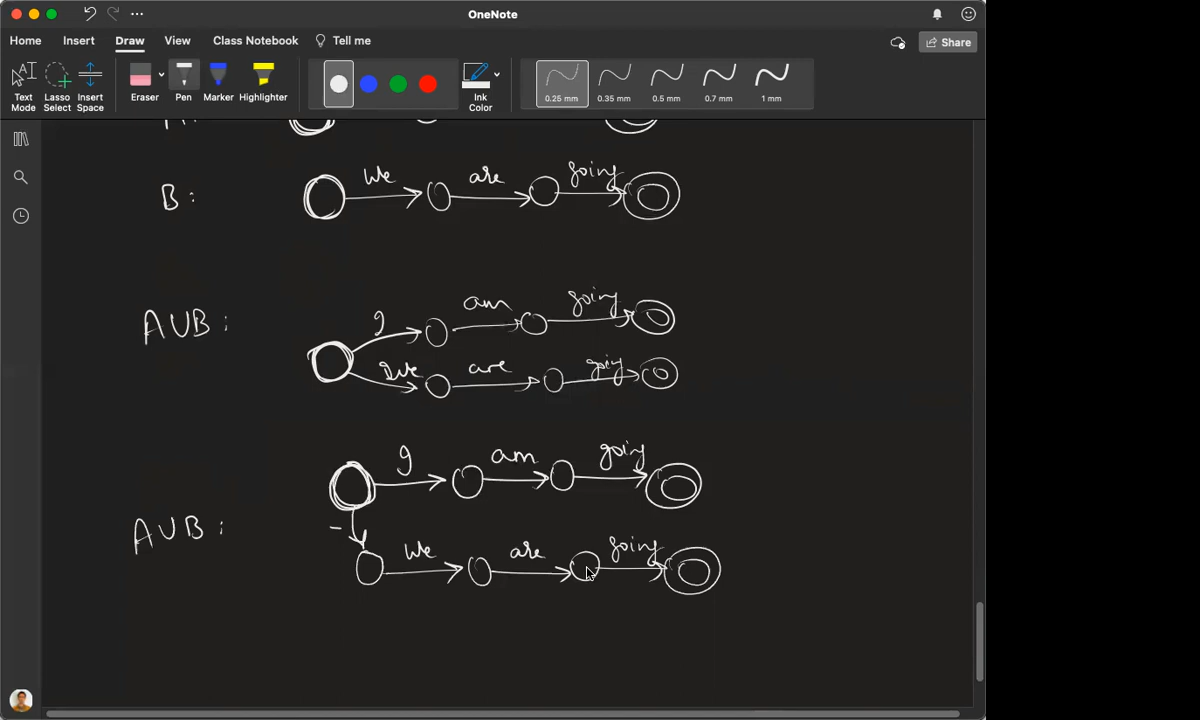 OneNote
Home Insert Draw View Class Notebook Tell me
Share
Text Mode
Lasso Select
Insert Space
Eraser
Pen
Marker
Highlighter
Ink Color
0.25 mm 0.35 mm 0.5 mm 0.7 mm 1 mm
B: We are going
I am going
AUB:
We are going
I am going
AUB: -
We are going